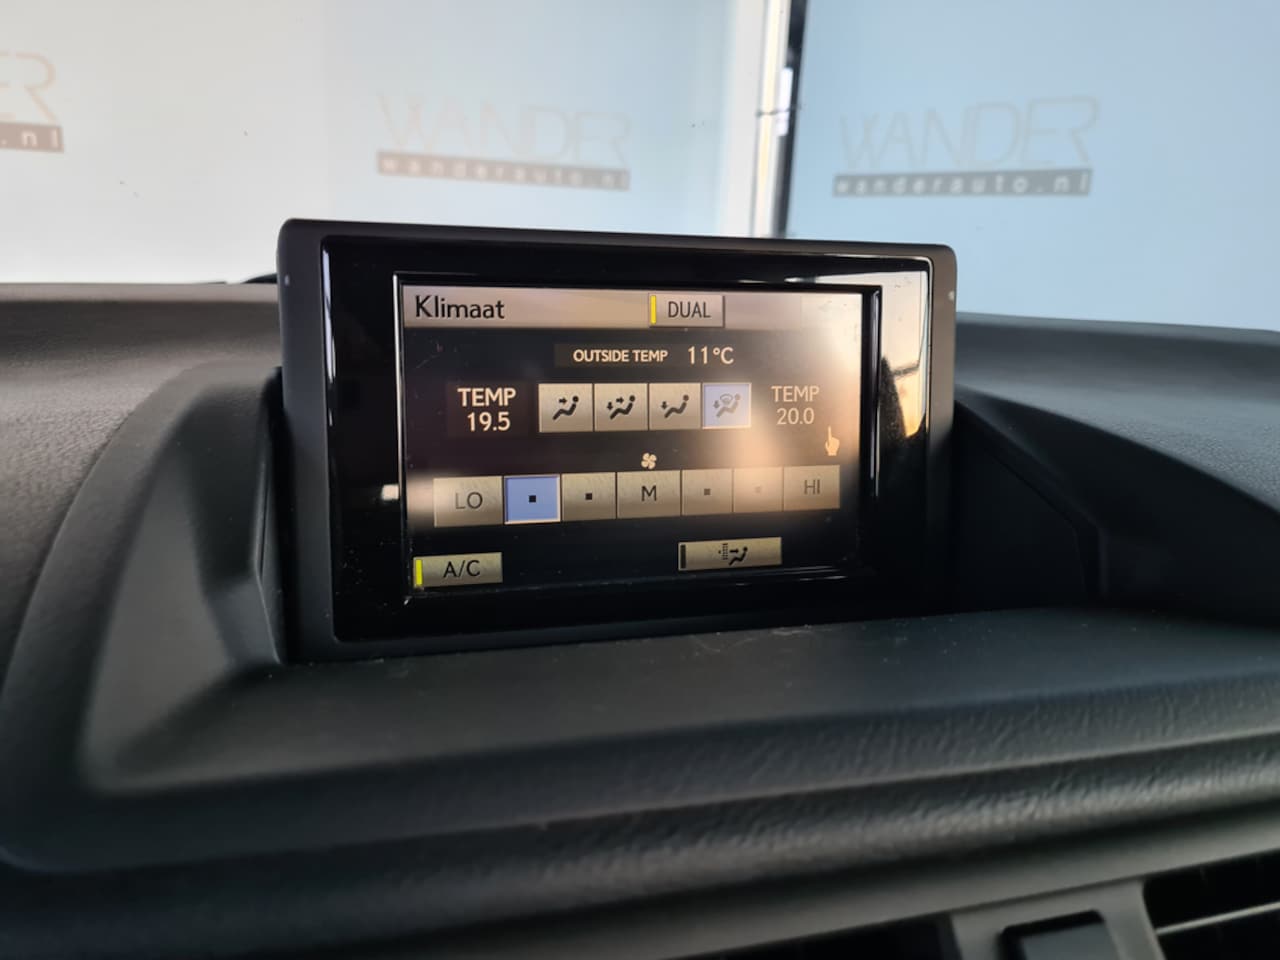 WANDER
wanderauto.nl
WANDER
wanderauto.nl
Klimaat
DUAL
OUTSIDE TEMP 11°C
TEMP
19.5
TEMP
20.0
LO
M
HI
A/C